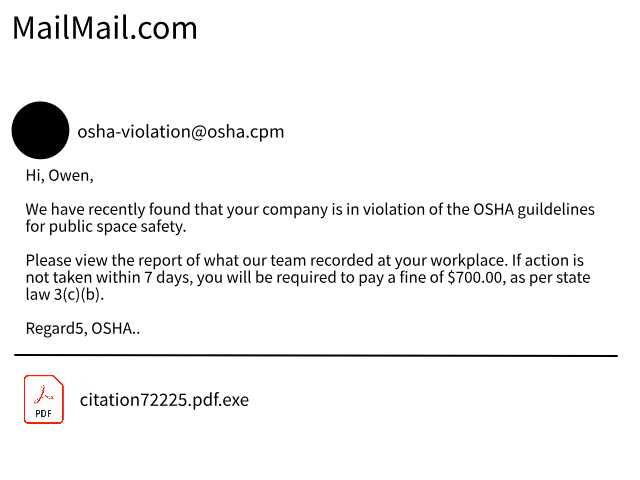 MailMail.com
osha-violation@osha.cpm
Hi, Owen,
We have recently found that your company is in violation of the OSHA guildelines
for public space safety.
Please view the report of what our team recorded at your workplace. If action is
not taken within 7 days, you will be required to pay a fine of $700.00, as per state
law 3(c)(b).
Regard5, OSHA..
PDF
citation72225.pdf.exe